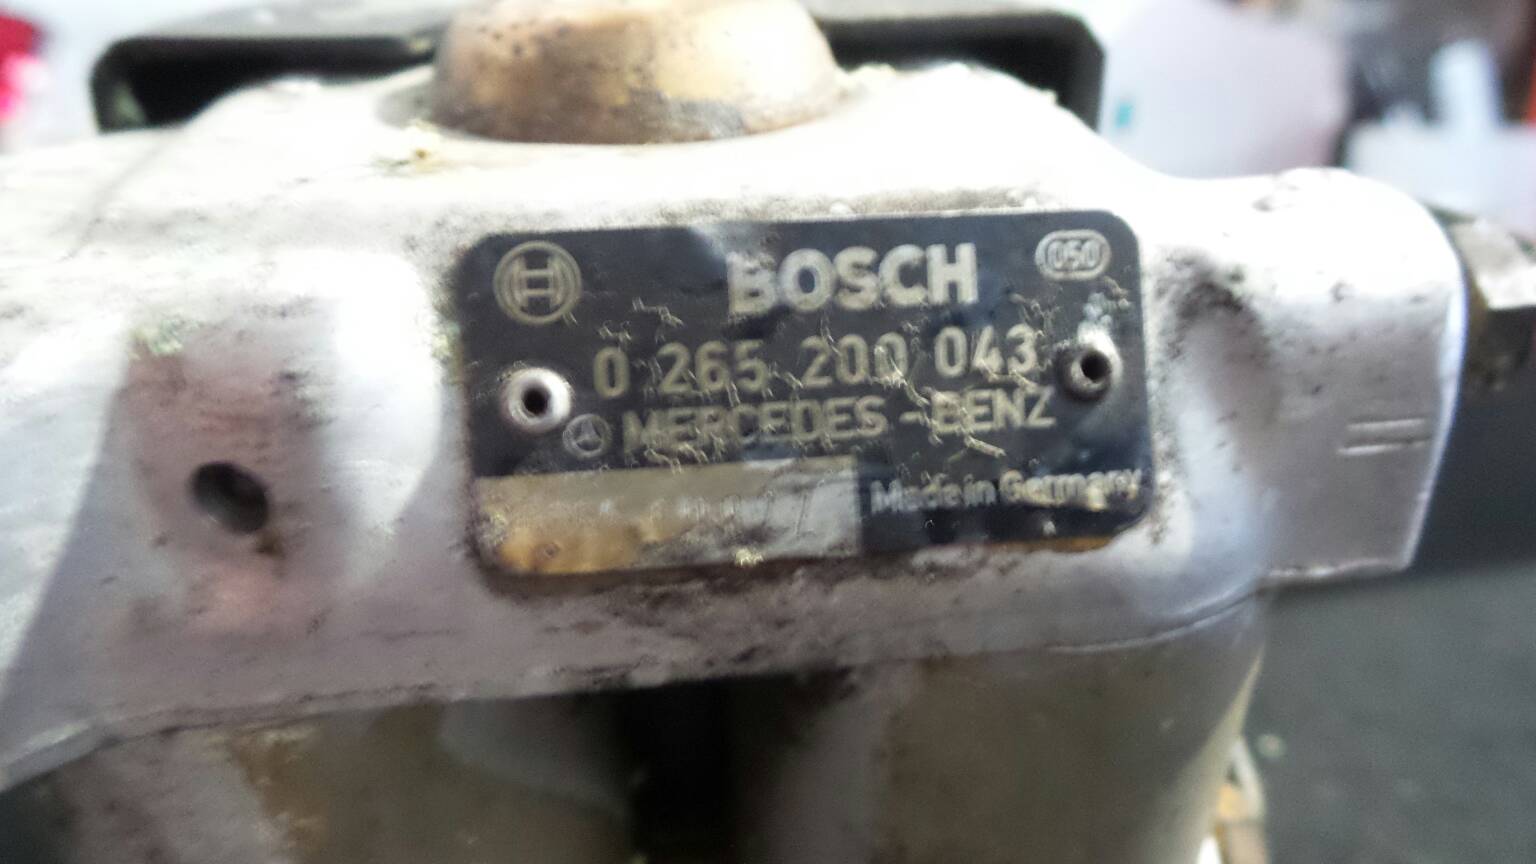 BOSCH
050
0 265 200 043
MERCEDES-BENZ
Made in Germany